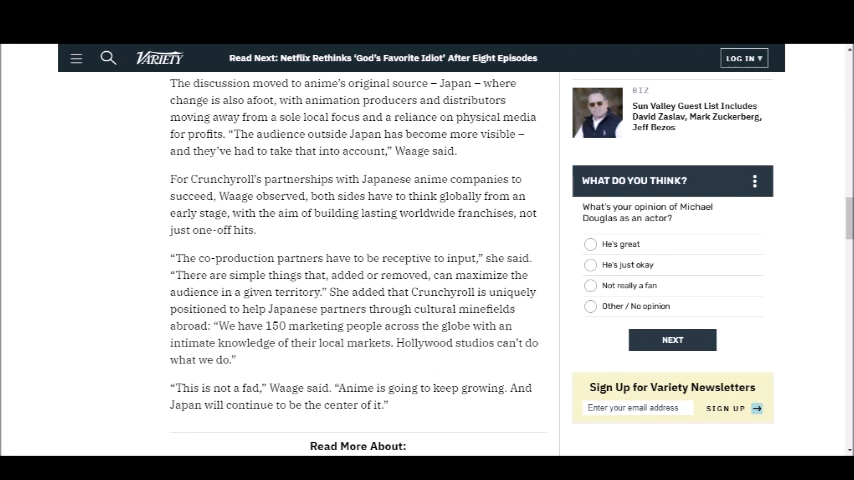 VARIETY
Read Next: Netflix Rethinks ‘God’s Favorite Idiot’ After Eight Episodes
LOG IN ▾
The discussion moved to anime’s original source – Japan – where
change is also afoot, with animation producers and distributors
moving away from a sole local focus and a reliance on physical media
for profits. “The audience outside Japan has become more visible –
and they’ve had to take that into account,” Waage said.
For Crunchyroll’s partnerships with Japanese anime companies to
succeed, Waage observed, both sides have to think globally from an
early stage, with the aim of building lasting worldwide franchises, not
just one-off hits.
“The co-production partners have to be receptive to input,” she said.
“There are simple things that, added or removed, can maximize the
audience in a given territory.” She added that Crunchyroll is uniquely
positioned to help Japanese partners through cultural minefields
abroad: “We have 150 marketing people across the globe with an
intimate knowledge of their local markets. Hollywood studios can’t do
what we do.”
“This is not a fad,” Waage said. “Anime is going to keep growing. And
Japan will continue to be the center of it.”
Read More About:
BIZ
Sun Valley Guest List Includes
David Zaslav, Mark Zuckerberg,
Jeff Bezos
WHAT DO YOU THINK?
What's your opinion of Michael
Douglas as an actor?
He's great
He's just okay
Not really a fan
Other / No opinion
NEXT
Sign Up for Variety Newsletters
Enter your email address
SIGN UP